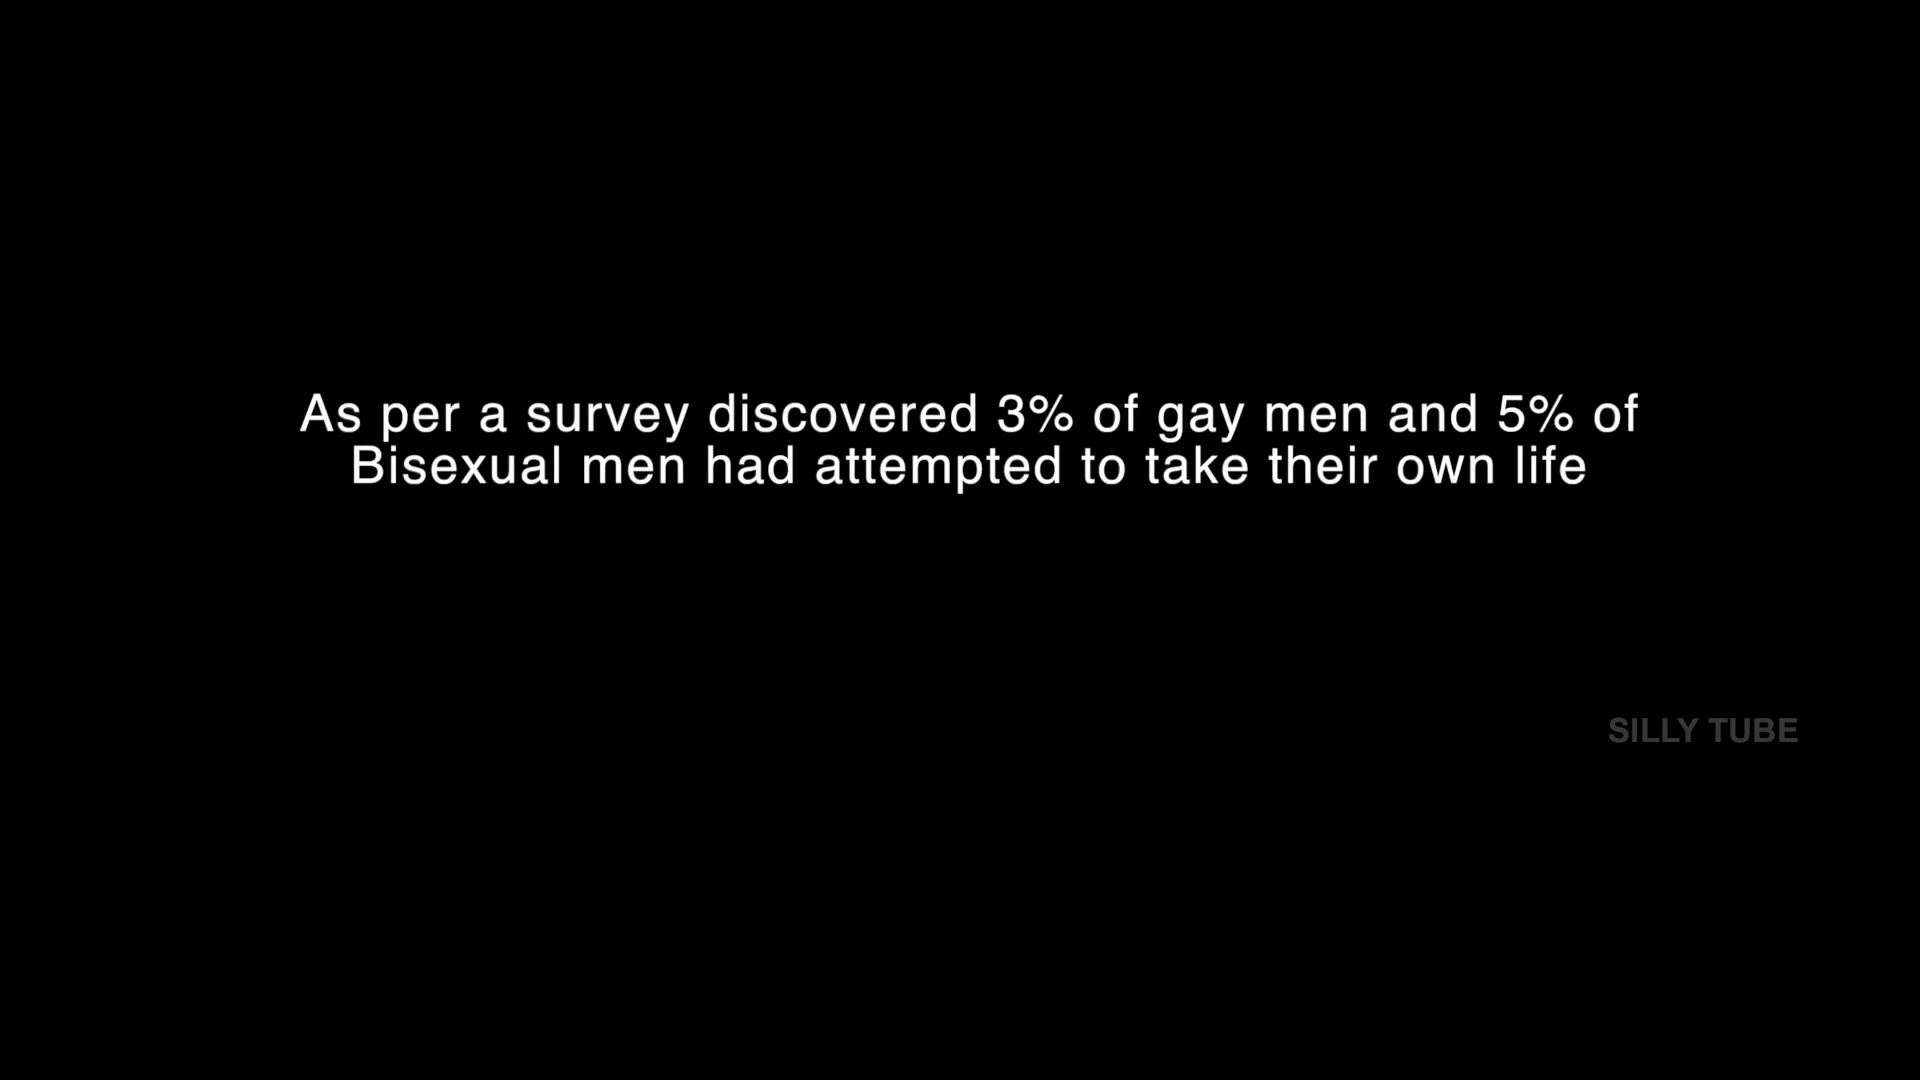 As per a survey discovered 3% of gay men and 5% of
Bisexual men had attempted to take their own life
SILLY TUBE